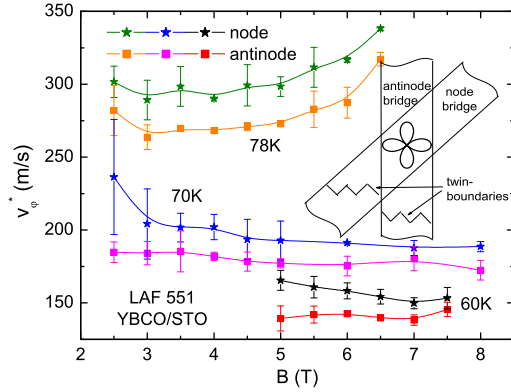 node
antinode
350
300
250
200
150
v*φ (m/s)
78K
70K
60K
antinode
bridge
node
bridge
twin-
boundaries
LAF 551
YBCO/STO
2 3 4 5 6 7 8
B (T)